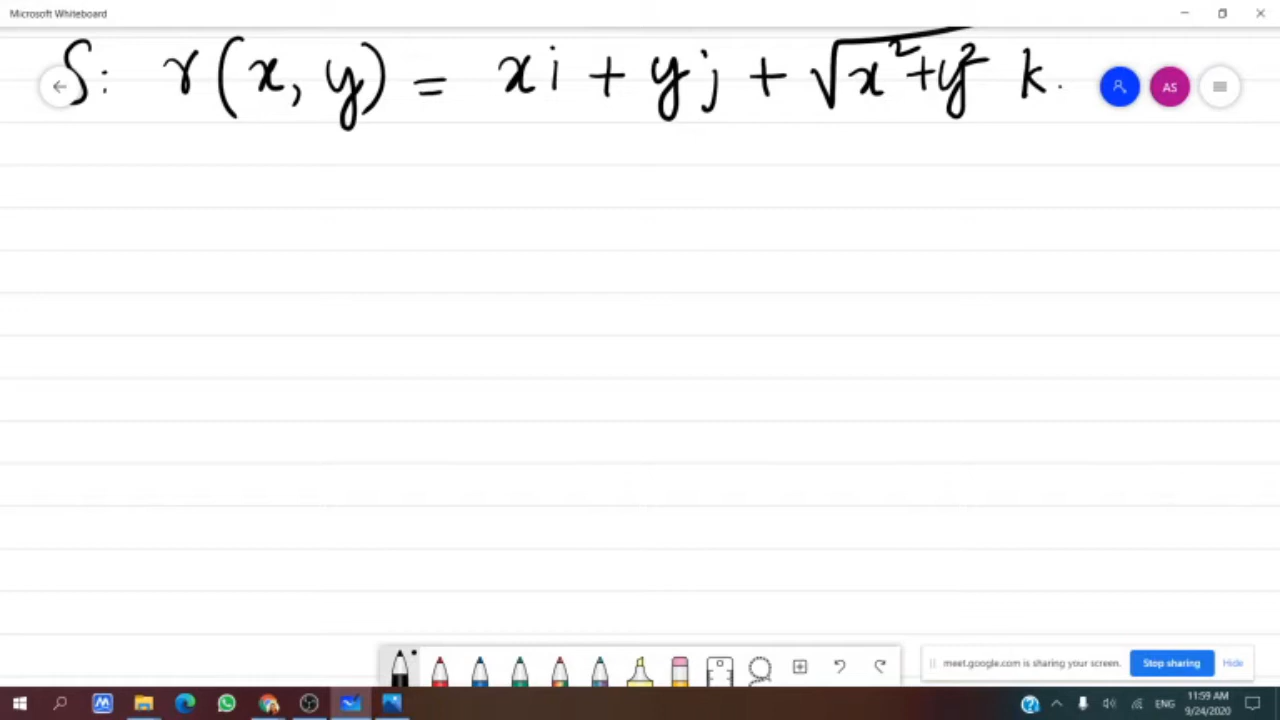 Microsoft Whiteboard
S: r(x, y) = xi + yj + √x²+y² k.
AS
meet.google.com is sharing your screen.
Stop sharing
Hide
ENG
11:59 AM
9/24/2020